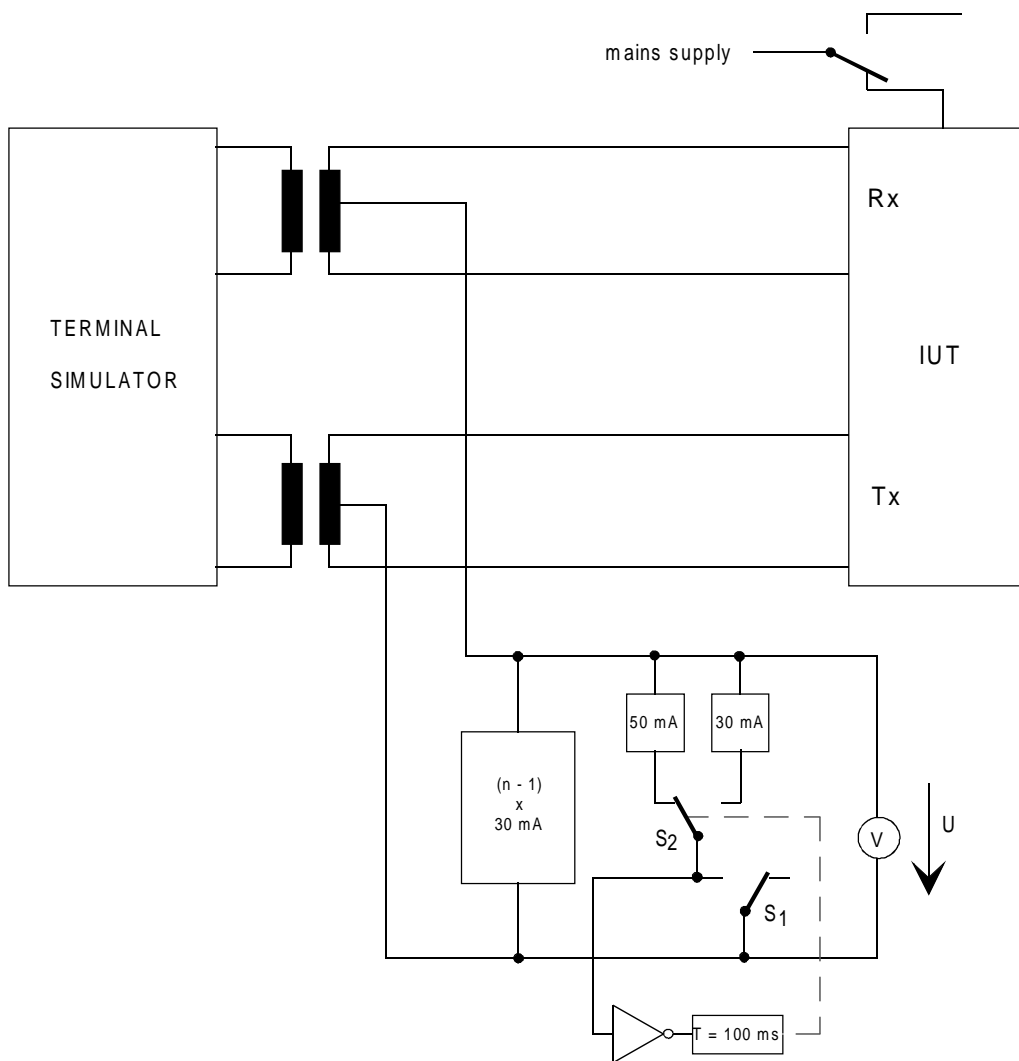 mains supply
Rx
TERMINAL
SIMULATOR
IUT
Tx
50 mA
30 mA
(n - 1)
x
30 mA
S2
V
U
S1
T = 100 ms